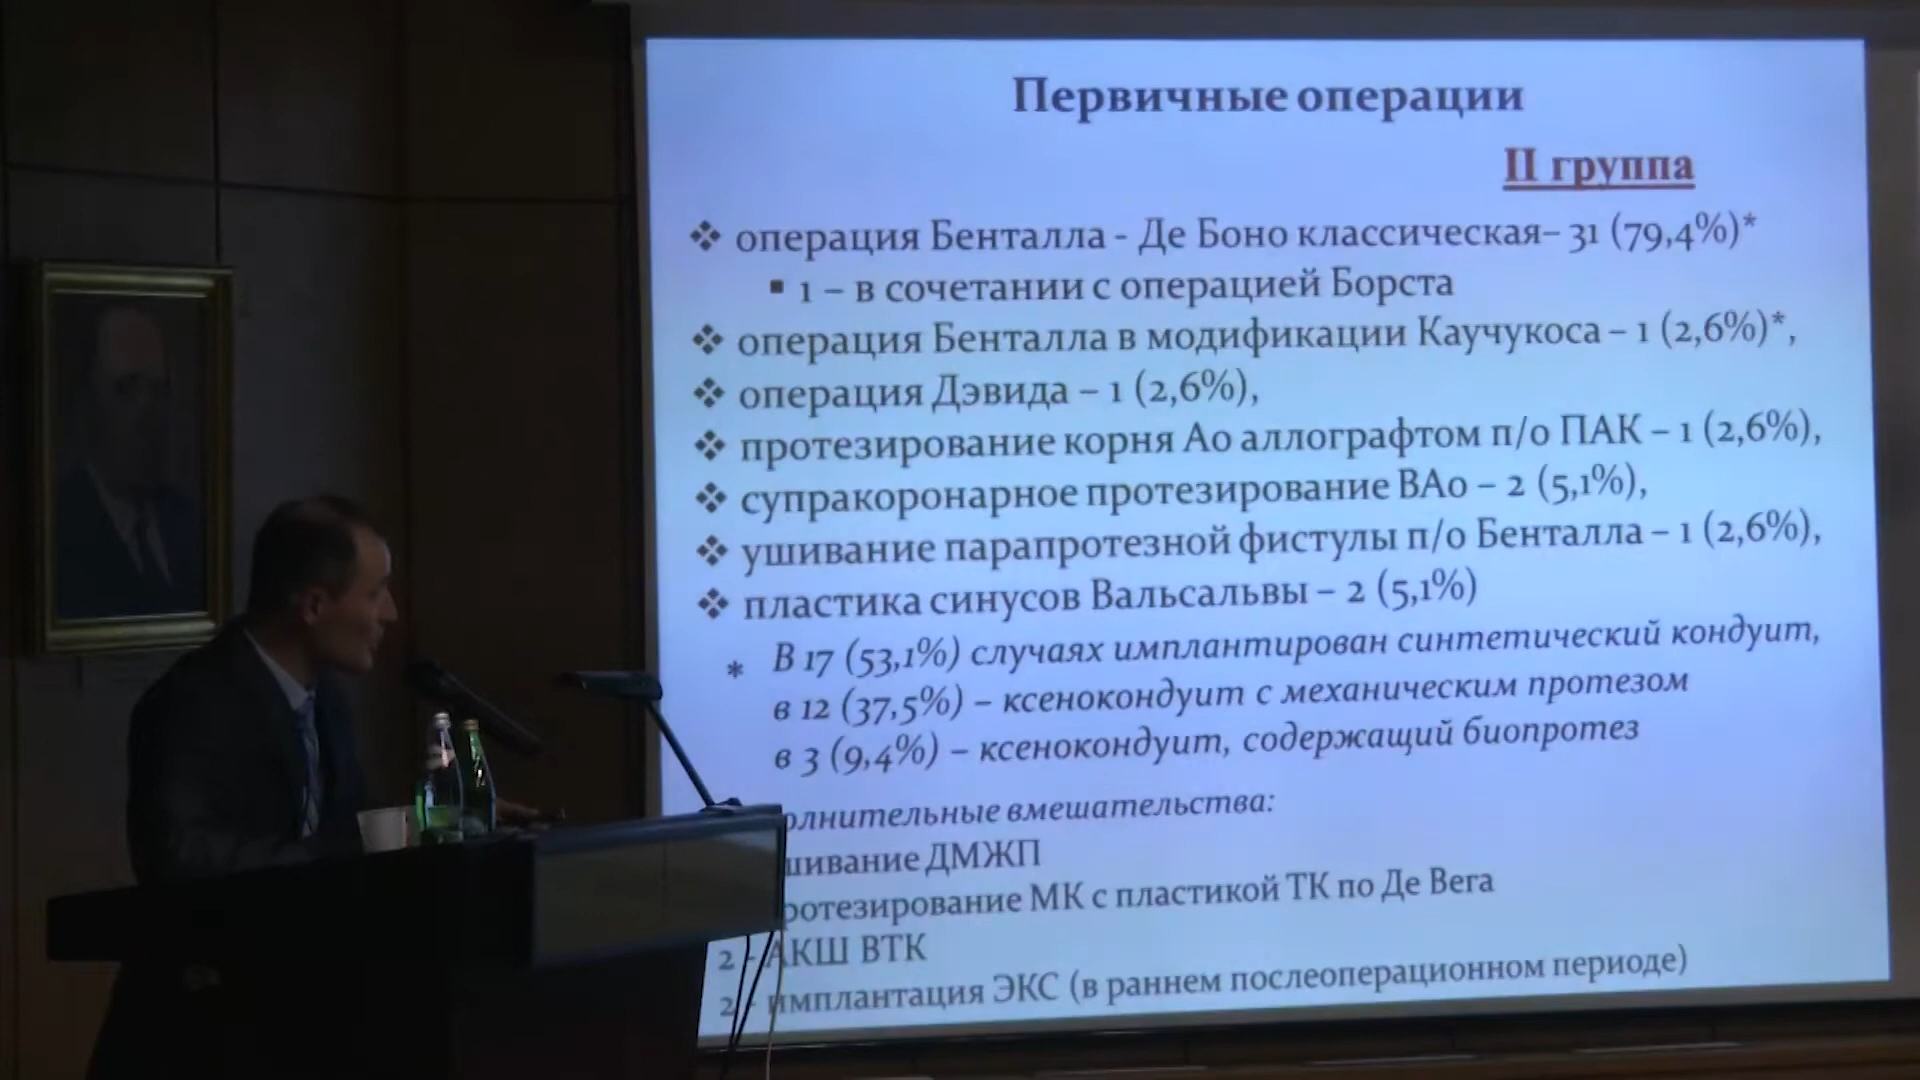 Первичные операции
II группа
❖ операция Бенталла - Де Боно классическая– 31 (79,4%)*
▪ 1 – в сочетании с операцией Борста
❖ операция Бенталла в модификации Каучукоса – 1 (2,6%)*,
❖ операция Дэвида – 1 (2,6%),
❖ протезирование корня Ао аллографтом п/о ПАК – 1 (2,6%),
❖ супракоронарное протезирование ВАо – 2 (5,1%),
❖ ушивание парапротезной фистулы п/о Бенталла – 1 (2,6%),
❖ пластика синусов Вальсальвы – 2 (5,1%)
* В 17 (53,1%) случаях имплантирован синтетический кондуит,
в 12 (37,5%) – ксенокондуит с механическим протезом
в 3 (9,4%) – ксенокондуит, содержащий биопротез
вмешательства:
ДМЖП
МК с пластикой ТК по Де Вега
2 - АКШ ВТК
2 - имплантация ЭКС (в раннем послеоперационном периоде)